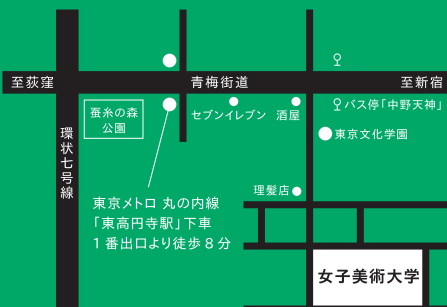 至荻窪
青梅街道
至新宿
蚕糸の森
公園
セブンイレブン
酒屋
バス停「中野天神」
東京文化学園
環状七号線
理髪店
東京メトロ 丸の内線
「東高円寺駅」下車
1番出口より徒歩8分
女子美術大学